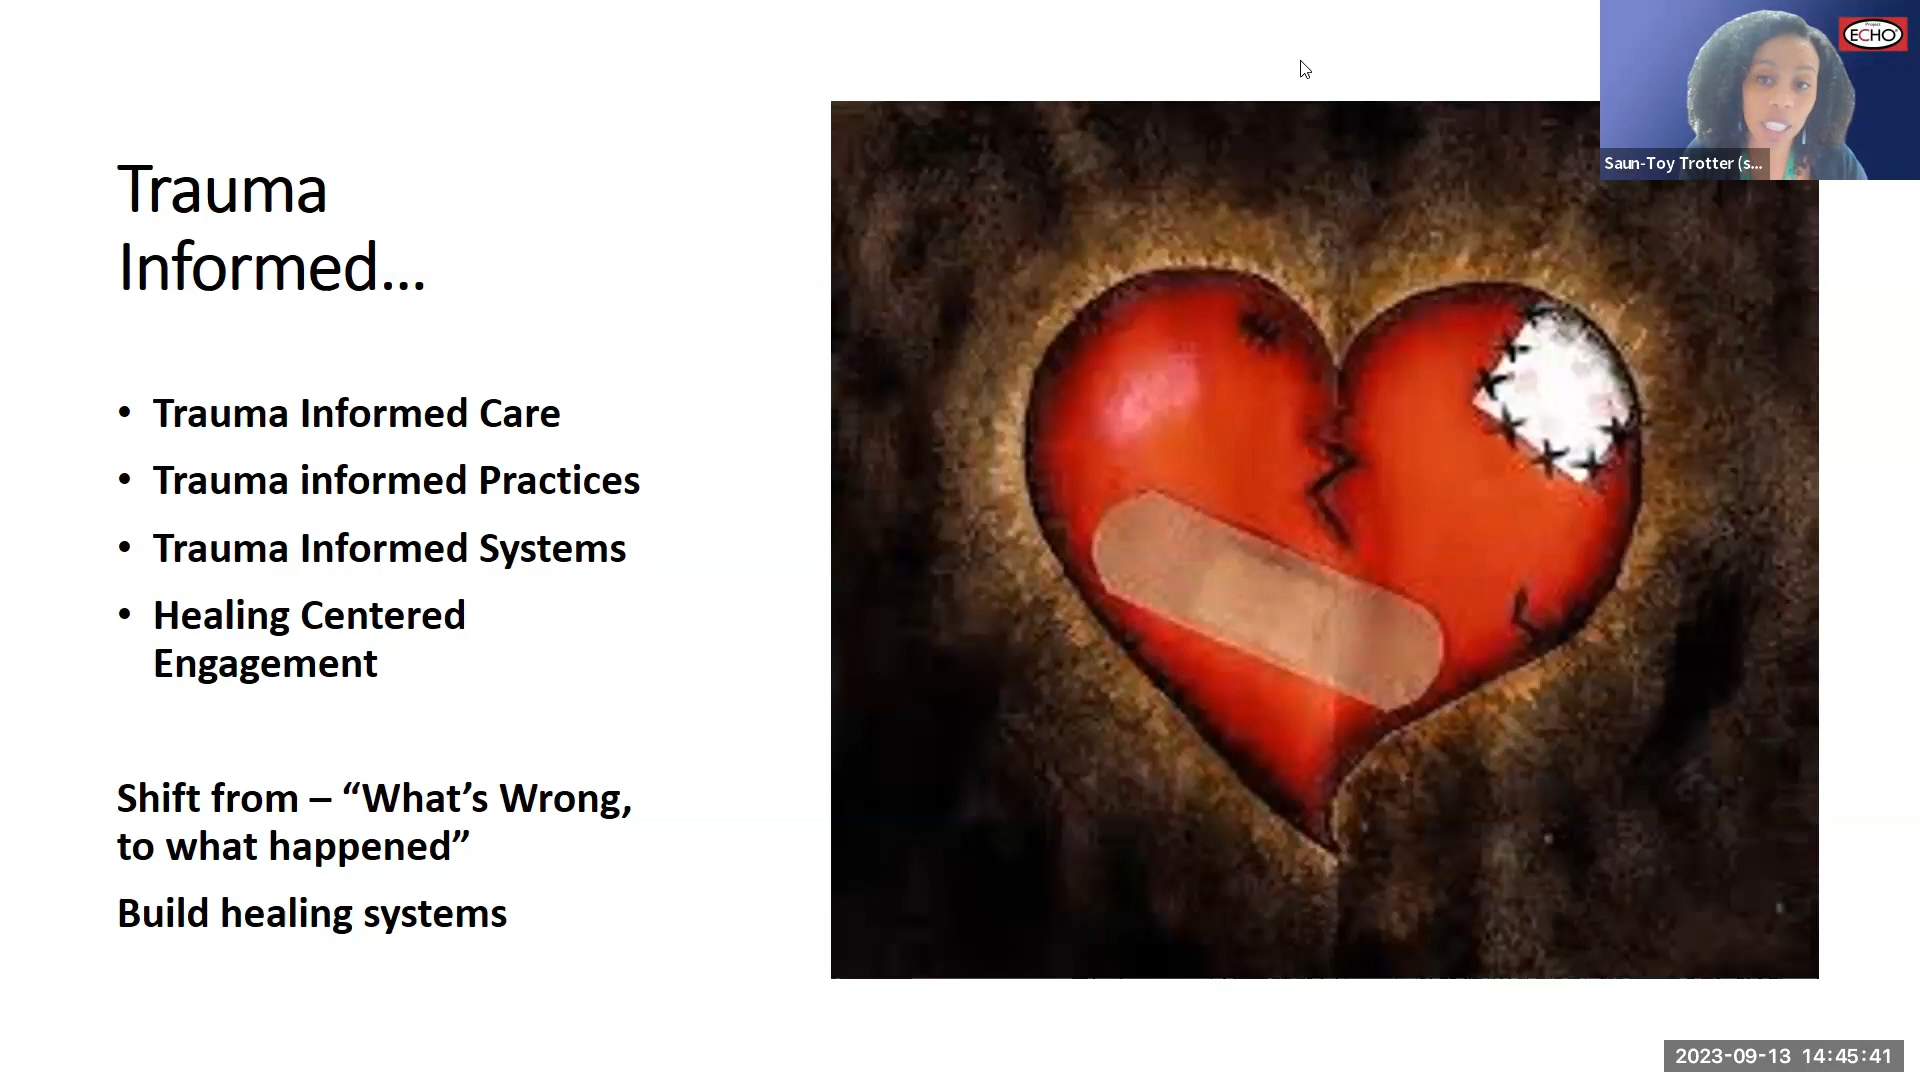 Project
ECHO
Saun-Toy Trotter (s...
Trauma
Informed...
• Trauma Informed Care
• Trauma informed Practices
• Trauma Informed Systems
• Healing Centered
Engagement
Shift from – “What’s Wrong,
to what happened”
Build healing systems
2023-09-13 14:45:41